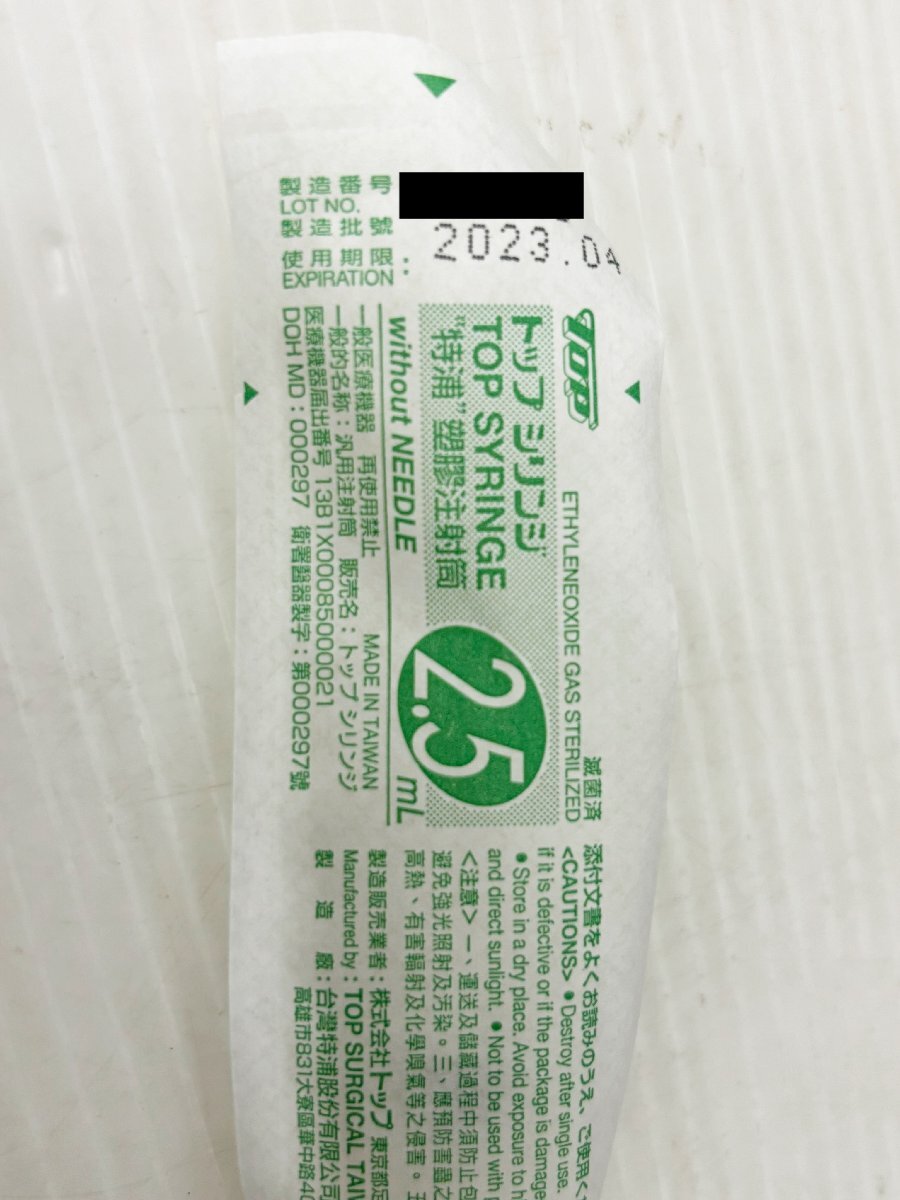 製造番号
LOT NO.
製造批號
使用期限:
EXPIRATION
2023.04
TOP
トップ シリンジ
TOP SYRINGE
"特浦" 塑膠注射筒
without NEEDLE
2.5 mL
ETHYLENEOXIDE GAS STERILIZED
滅菌済
一般医療機器 再使用禁止
MADE IN TAIWAN
一般的名称:汎用注射筒 販売名:トップ シリンジ
医療機器届出番号 13B1X00085000021
DOH MD:000297 衛署醫器製字:第000297號
添付文書をよくお読みのうえ、ご使用く
<CAUTIONS> ●Destroy after single use.
if it is defective or if the package is damage
●Store in a dry place. Avoid exposure to h
and direct sunlight. ●Not to be used with
<注意>一、運送及儲藏過程中須防止包
避免強光照射及汚染。三、應預防害蟲之
高熱、有害輻射及化學嗅氣等之侵害。
製造販売業者:株式会社トップ 東京都足
Manufactured by:TOP SURGICAL TAI
製造廠:台灣特浦股份有限公司
高雄市831大寮區華中路40